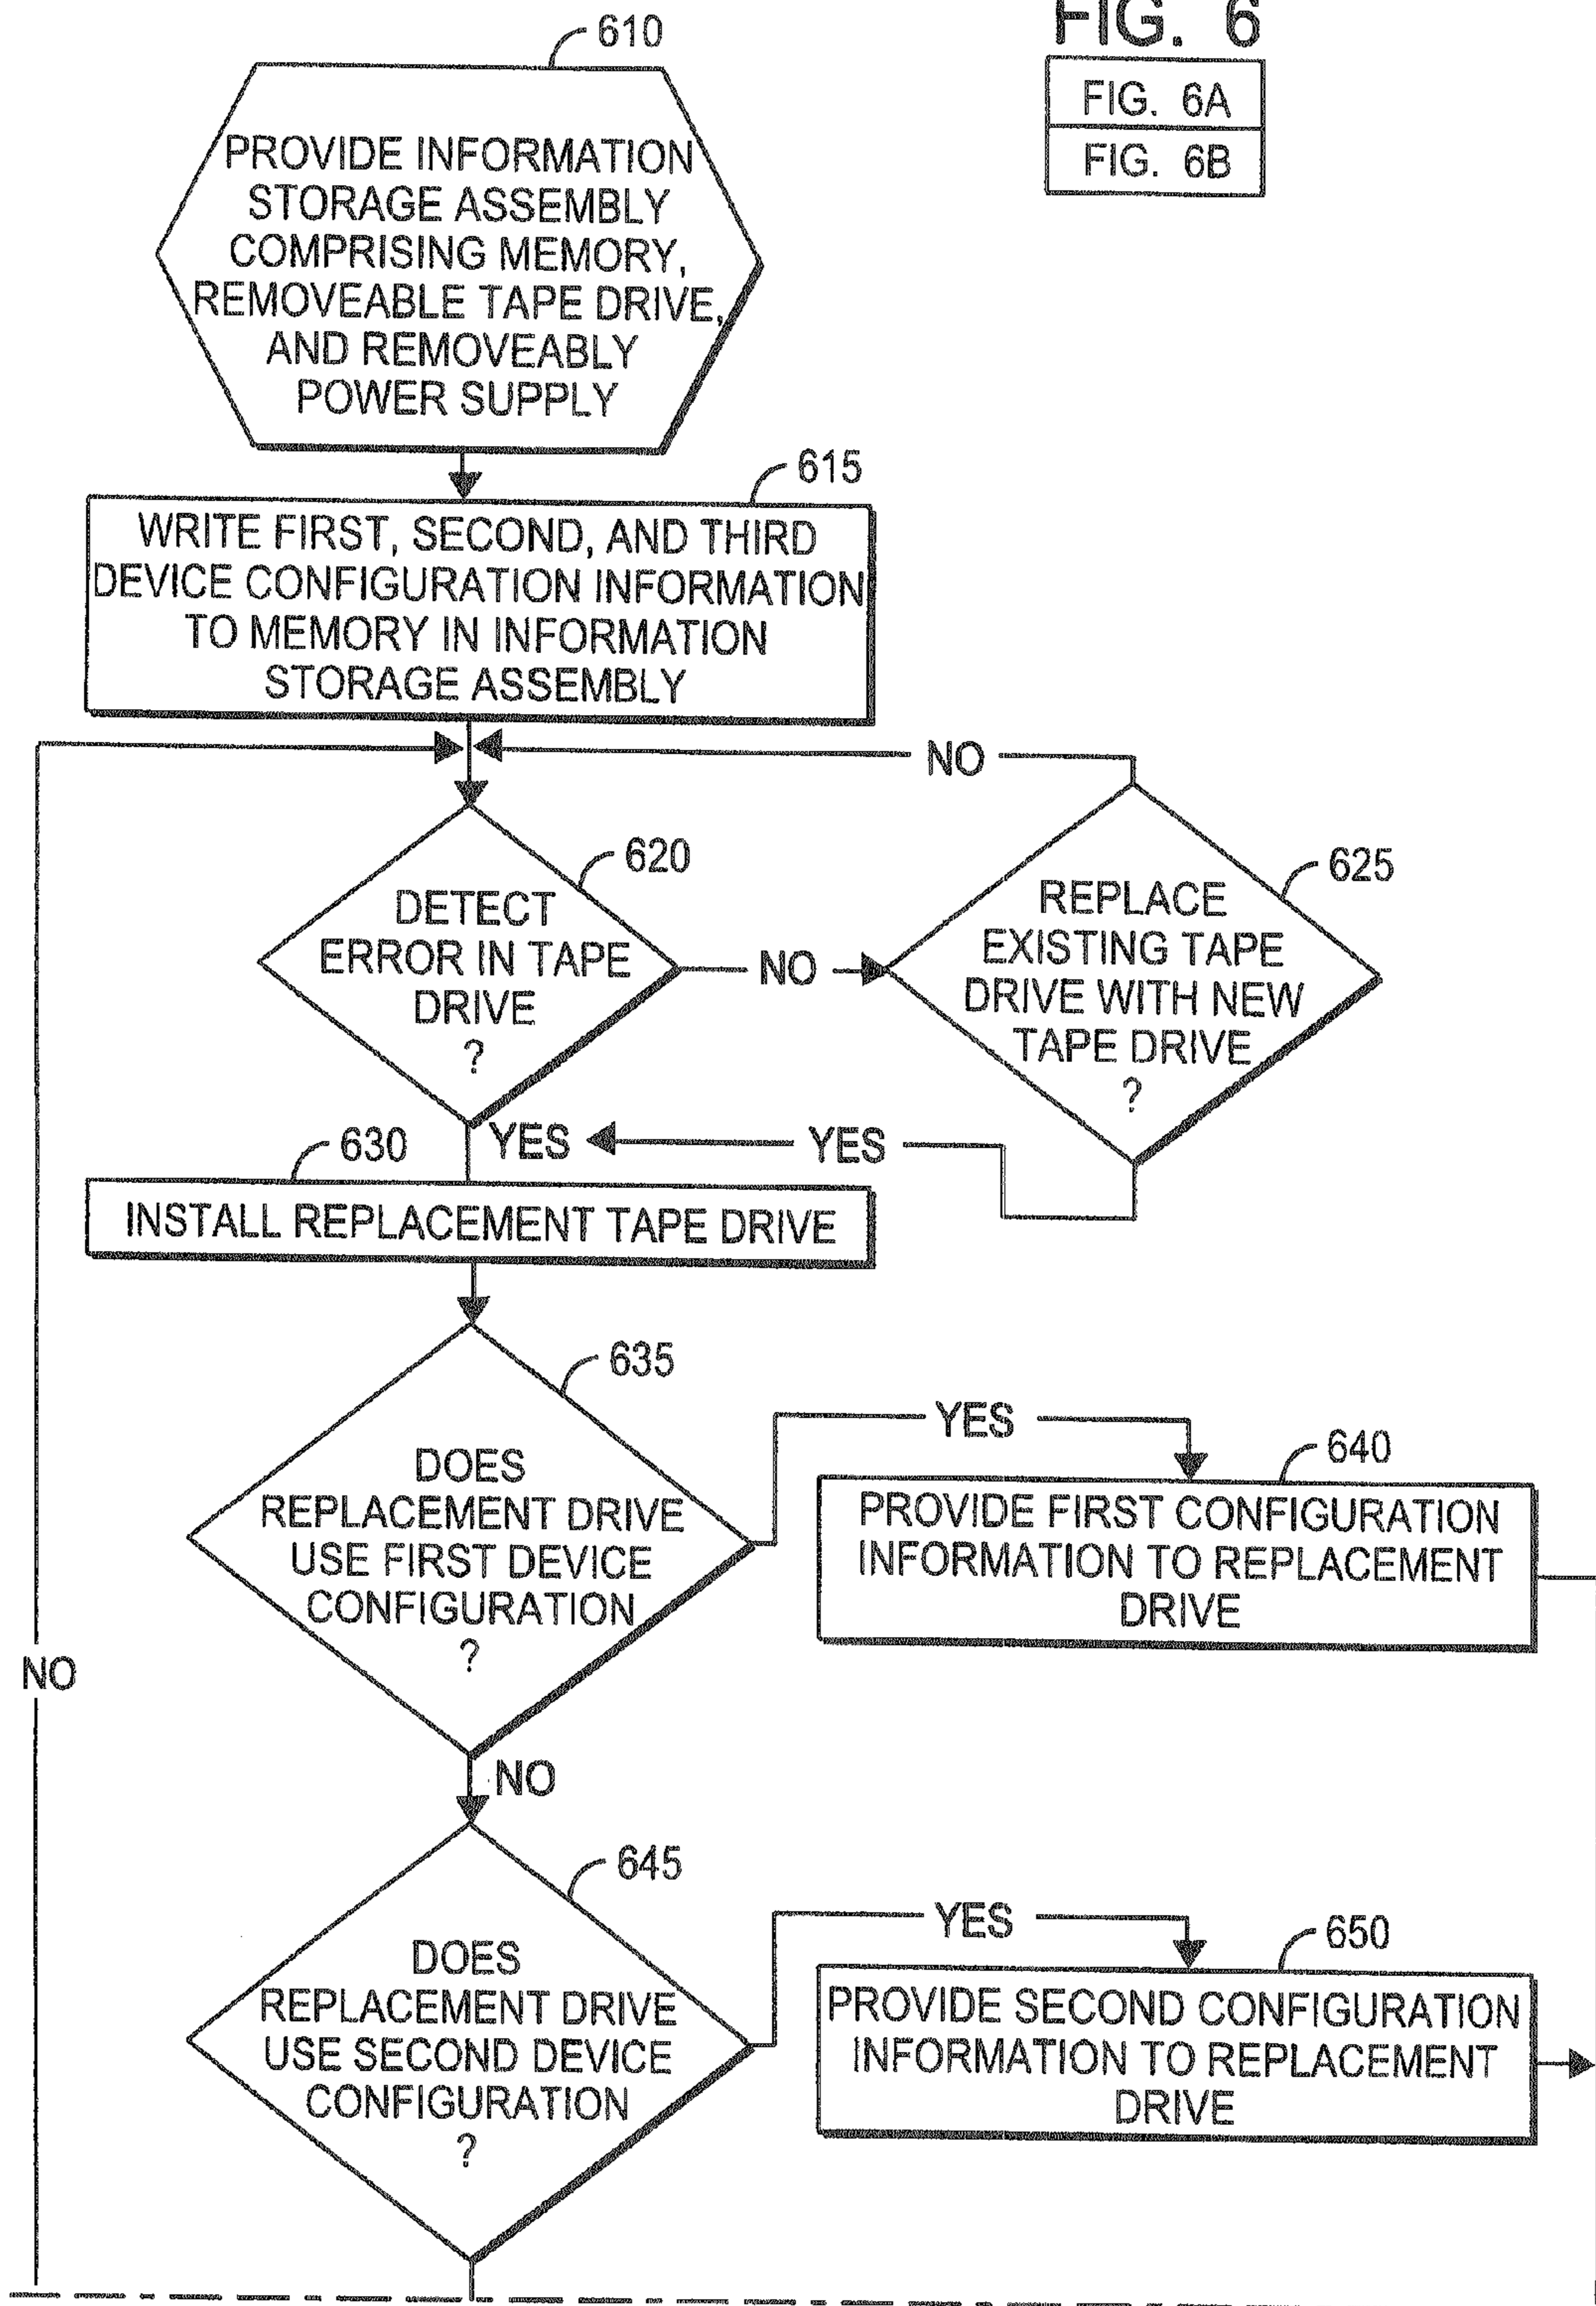 FIG. 6
FIG. 6A
FIG. 6B
610
PROVIDE INFORMATION
STORAGE ASSEMBLY
COMPRISING MEMORY,
REMOVEABLE TAPE DRIVE,
AND REMOVEABLY
POWER SUPPLY
615
WRITE FIRST, SECOND, AND THIRD
DEVICE CONFIGURATION INFORMATION
TO MEMORY IN INFORMATION
STORAGE ASSEMBLY
NO
620
DETECT
ERROR IN TAPE
DRIVE
?
NO
625
REPLACE
EXISTING TAPE
DRIVE WITH NEW
TAPE DRIVE
?
YES
YES
630
INSTALL REPLACEMENT TAPE DRIVE
635
DOES
REPLACEMENT DRIVE
USE FIRST DEVICE
CONFIGURATION
?
YES
640
PROVIDE FIRST CONFIGURATION
INFORMATION TO REPLACEMENT
DRIVE
NO
NO
645
DOES
REPLACEMENT DRIVE
USE SECOND DEVICE
CONFIGURATION
?
YES
650
PROVIDE SECOND CONFIGURATION
INFORMATION TO REPLACEMENT
DRIVE